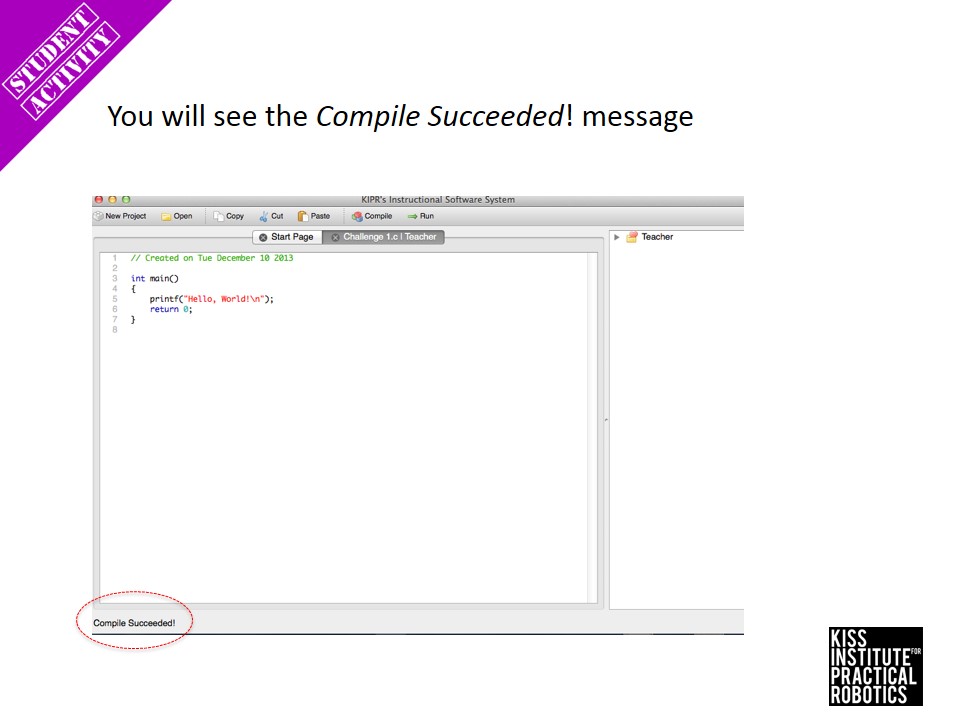 STUDENT
ACTIVITY
You will see the Compile Succeeded! message
KIPR's Instructional Software System
New Project Open Copy Cut Paste Compile Run
Start Page Challenge 1.c | Teacher
Teacher
1 // Created on Tue December 10 2013
2
3 int main()
4 {
5 printf("Hello, World!\n");
6 return 0;
7 }
8
Compile Succeeded!
KISS
INSTITUTE FOR
PRACTICAL
ROBOTICS